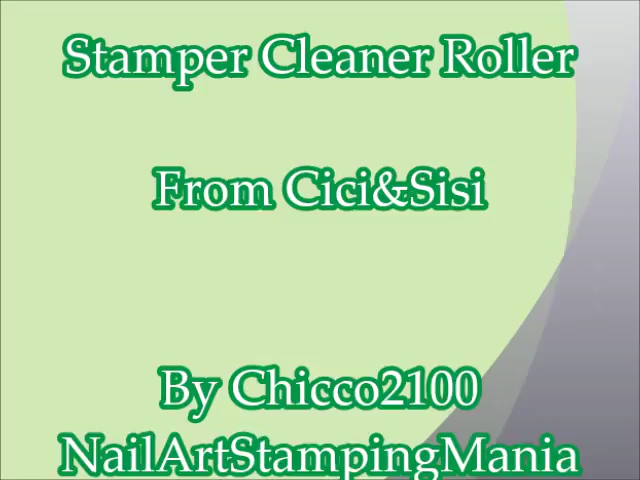 Stamper Cleaner Roller
From Cici&Sisi
By Chicco2100
NailArtStampingMania